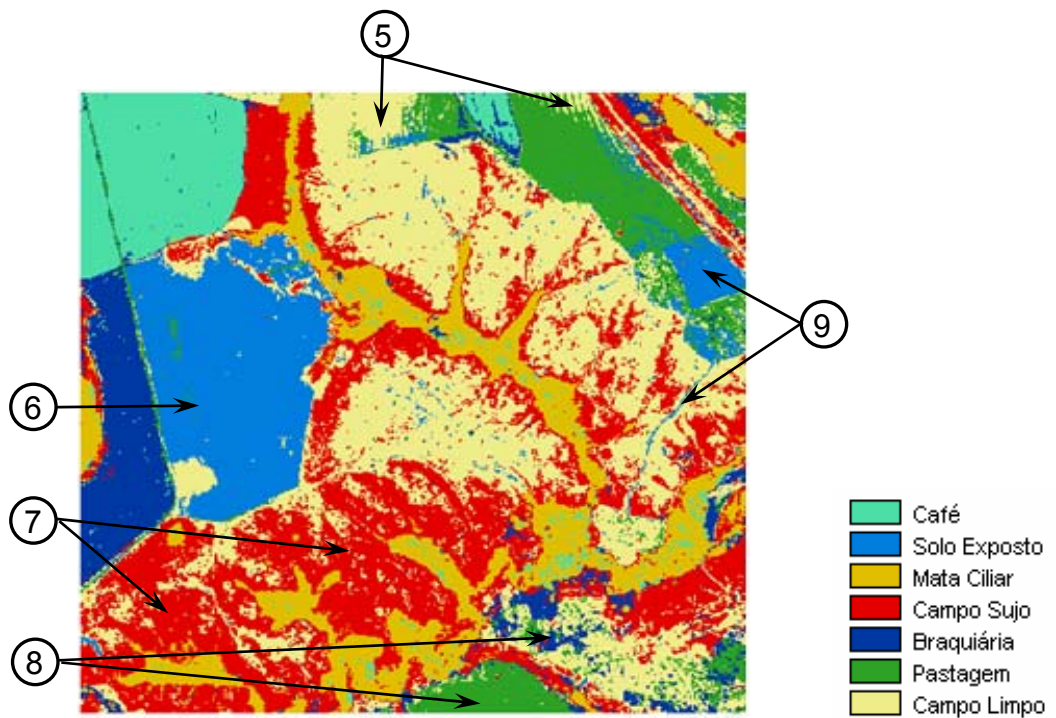 5
6
7
8
9
Café
Solo Exposto
Mata Ciliar
Campo Sujo
Braquiária
Pastagem
Campo Limpo